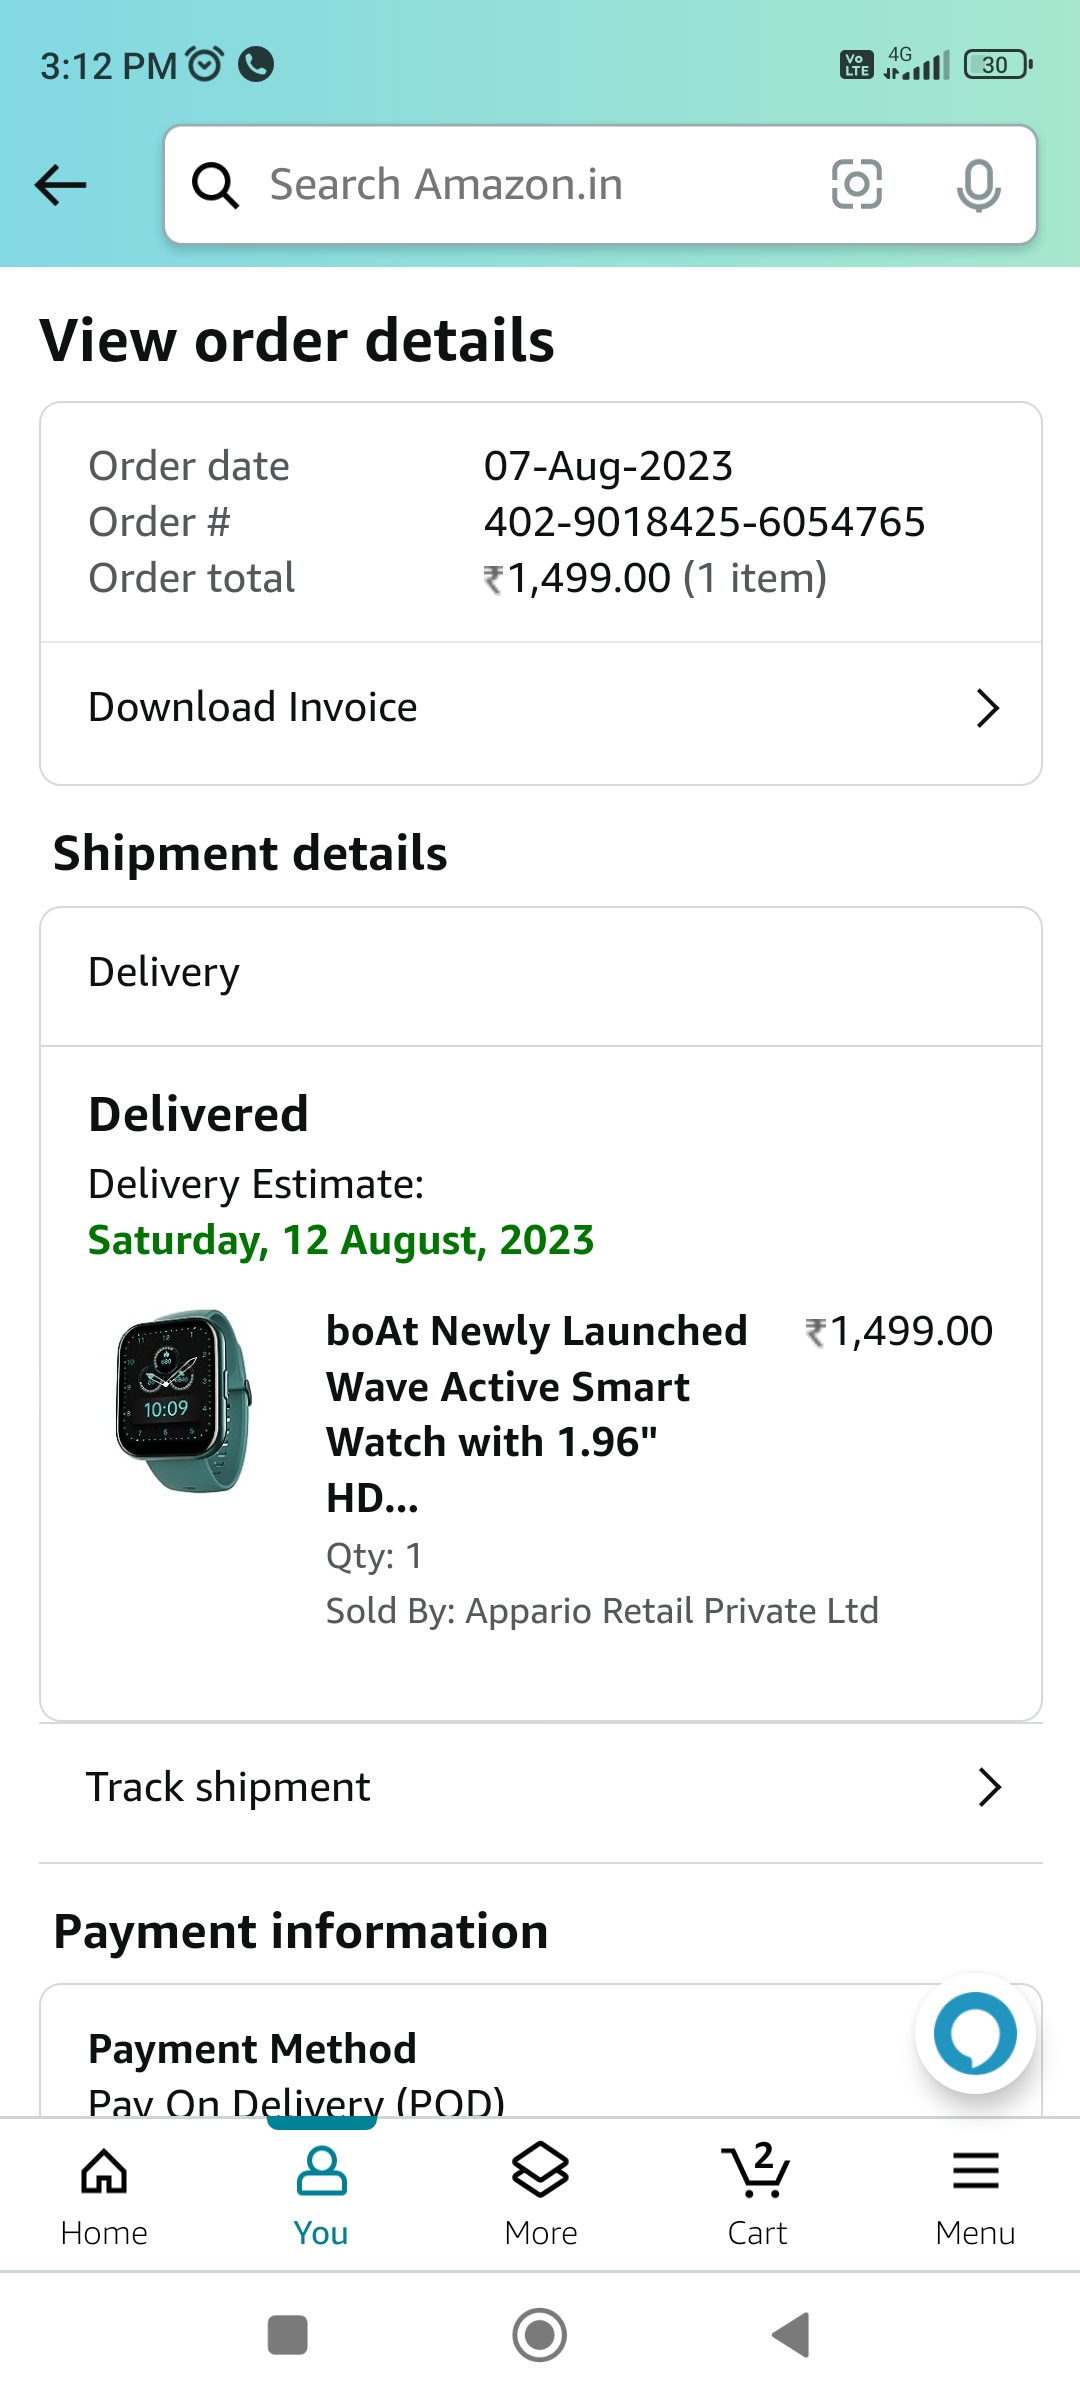 3:12 PM
Vo LTE 4G 30
Search Amazon.in
View order details
Order date 07-Aug-2023
Order # 402-9018425-6054765
Order total ₹1,499.00 (1 item)
Download Invoice
Shipment details
Delivery
Delivered
Delivery Estimate:
Saturday, 12 August, 2023
boAt Newly Launched ₹1,499.00
Wave Active Smart
Watch with 1.96"
HD...
10:09
Qty: 1
Sold By: Appario Retail Private Ltd
Track shipment
Payment information
Payment Method
Pay On Delivery (POD)
2
Home You More Cart Menu